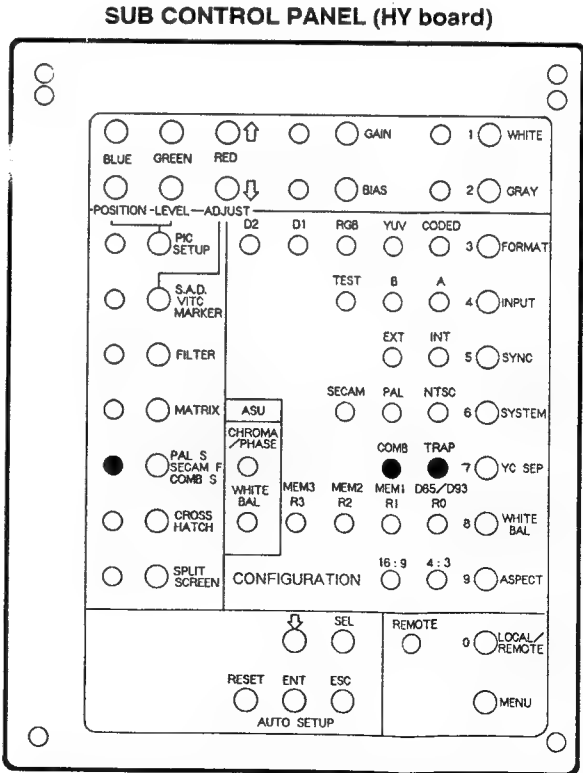 SUB CONTROL PANEL (HY board)
BLUE GREEN RED GAIN 1 WHITE
BIAS 2 GRAY
POSITION LEVEL ADJUST
D2 D1 RGB YUV CODED
PIC
SETUP
3 FORMAT
TEST B A
S.A.D.
VITC
MARKER
4 INPUT
EXT INT
FILTER
5 SYNC
SECAM PAL NTSC
MATRIX
ASU
6 SYSTEM
CHROMA
/PHASE
COMB TRAP
PAL S
SECAM F
COMB S
7 YC SEP
WHITE
BAL
MEM3 MEM2 MEM1 D65/D93
R3 R2 R1 R0
CROSS
HATCH
8 WHITE
BAL
16:9 4:3
SPLIT
SCREEN
CONFIGURATION
9 ASPECT
SEL
REMOTE
0 LOCAL/
REMOTE
RESET ENT ESC
MENU
AUTO SETUP